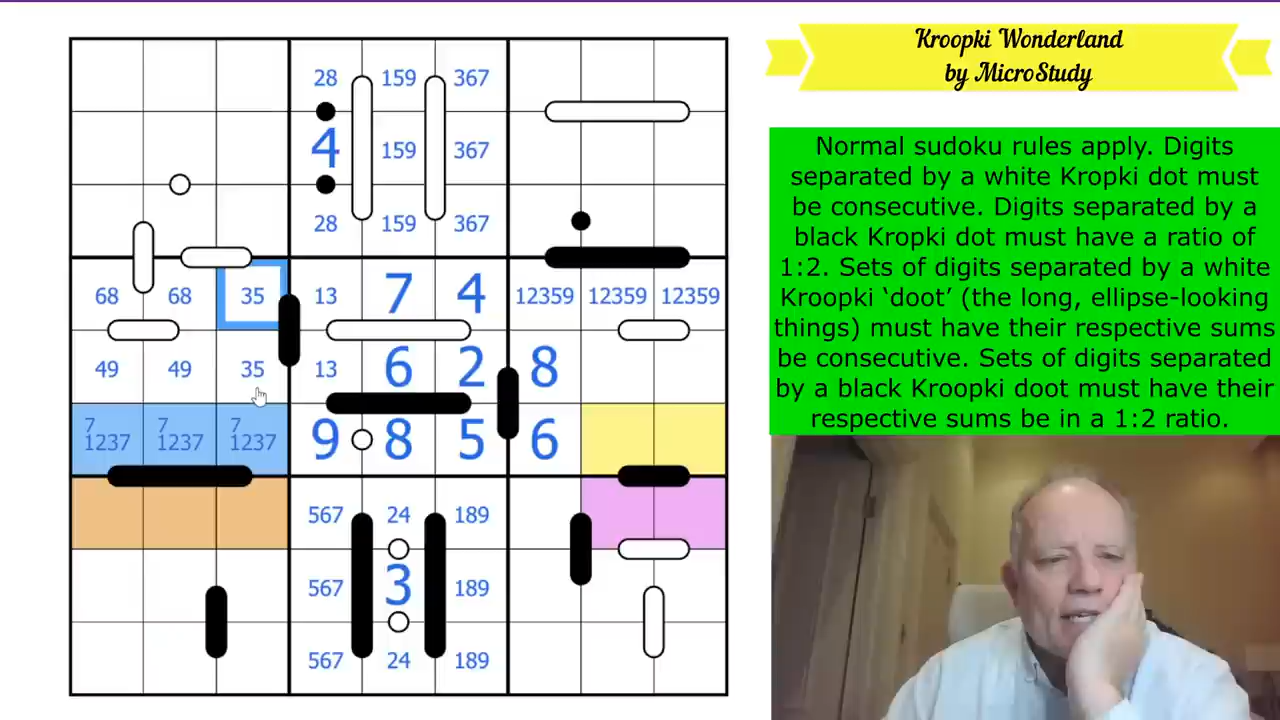 Kroopki Wonderland
by MicroStudy
Normal sudoku rules apply. Digits
separated by a white Kropki dot must
be consecutive. Digits separated by a
black Kropki dot must have a ratio of
1:2. Sets of digits separated by a white
Kroopki ‘doot’ (the long, ellipse-looking
things) must have their respective sums
be consecutive. Sets of digits separated
by a black Kroopki doot must have their
respective sums be in a 1:2 ratio.
28 159 367
4 159 367
28 159 367
68 68 35 13 7 4 12359 12359 12359
49 49 35 13 6 2 8
7 7 7
1237 1237 1237 9 8 5 6
567 24 189
567 3 189
567 24 189